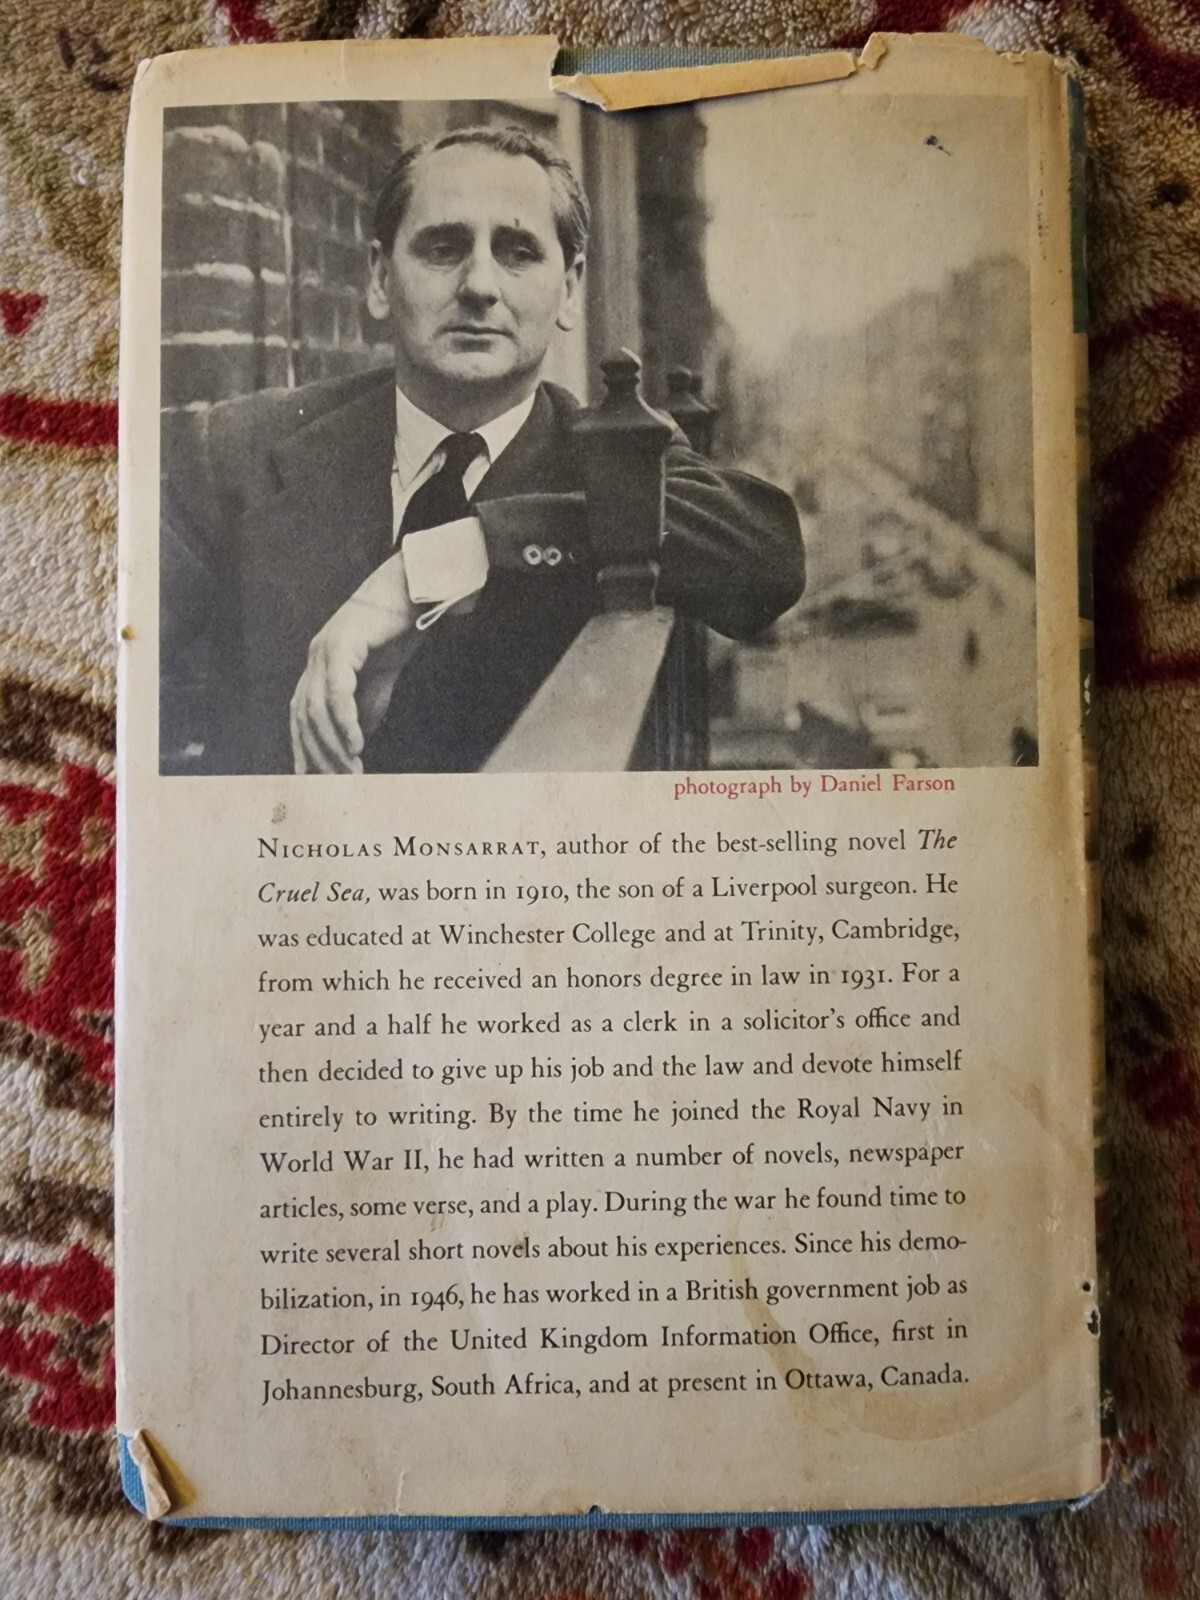 photograph by Daniel Farson
NICHOLAS MONSARRAT, author of the best-selling novel The
Cruel Sea, was born in 1910, the son of a Liverpool surgeon. He
was educated at Winchester College and at Trinity, Cambridge,
from which he received an honors degree in law in 1931. For a
year and a half he worked as a clerk in a solicitor's office and
then decided to give up his job and the law and devote himself
entirely to writing. By the time he joined the Royal Navy in
World War II, he had written a number of novels, newspaper
articles, some verse, and a play. During the war he found time to
write several short novels about his experiences. Since his demo-
bilization, in 1946, he has worked in a British government job as
Director of the United Kingdom Information Office, first in
Johannesburg, South Africa, and at present in Ottawa, Canada.